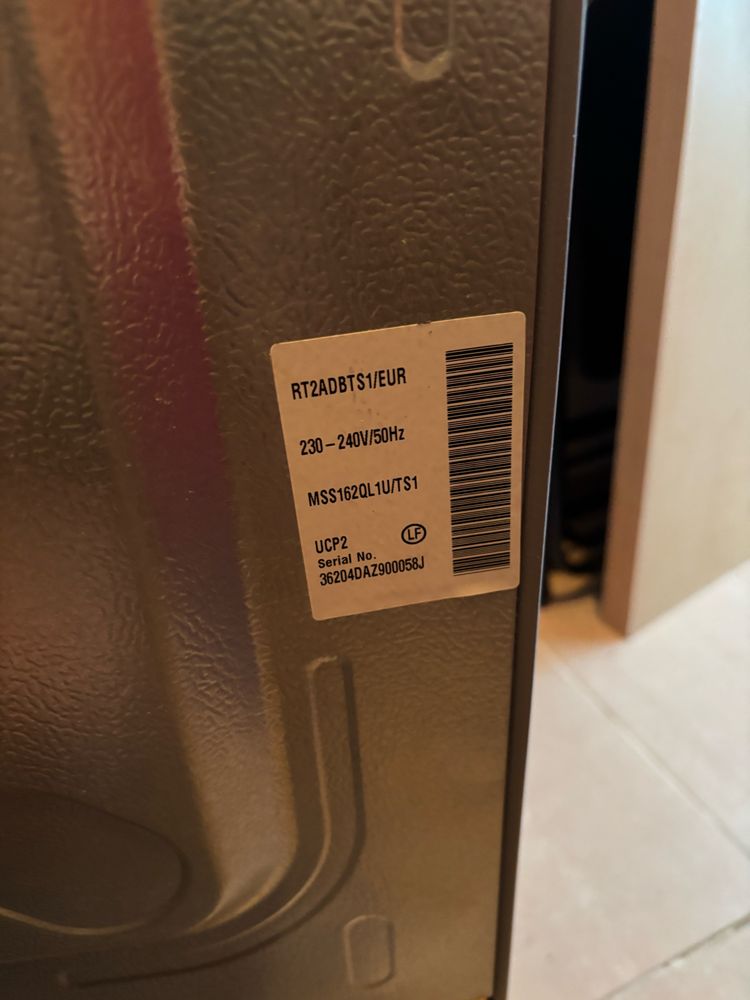 RT2ADBTS1/EUR
230-240V/50Hz
MSS162QL1U/TS1
UCP2 LF
Serial No.
36204DAZ900058J